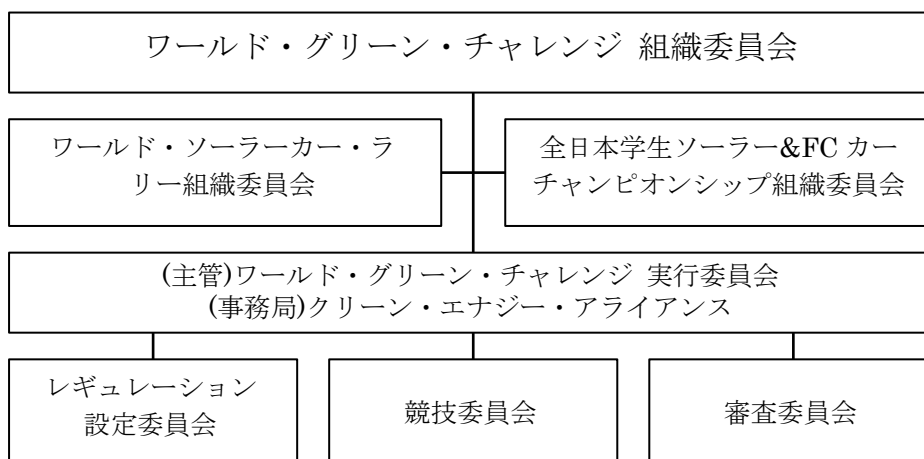 ワールド・グリーン・チャレンジ 組織委員会
ワールド・ソーラーカー・ラ
リー組織委員会
全日本学生ソーラー&FC カー
チャンピオンシップ組織委員会
(主管)ワールド・グリーン・チャレンジ 実行委員会
(事務局)クリーン・エナジー・アライアンス
レギュレーション
設定委員会
競技委員会
審査委員会